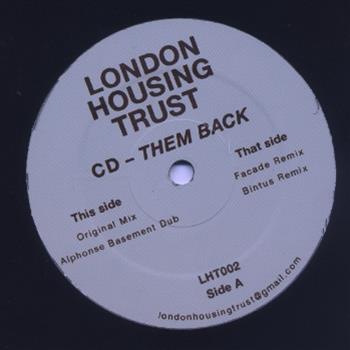 LONDON
HOUSING
TRUST
CD - THEM BACK
This side
Original Mix
Alphonse Basement Dub
That side
Facade Remix
Bintus Remix
LHT002
Side A
londonhousingtrust@gmail.com